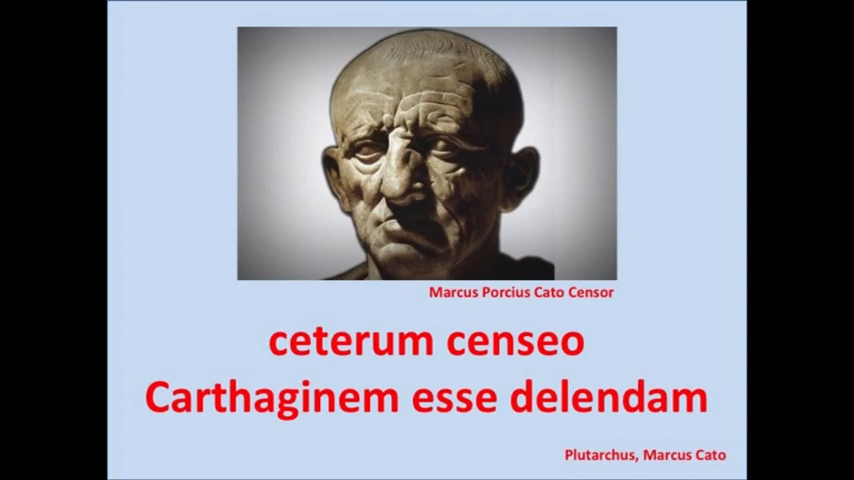 Marcus Porcius Cato Censor
ceterum censeo
Carthaginem esse delendam
Plutarchus, Marcus Cato